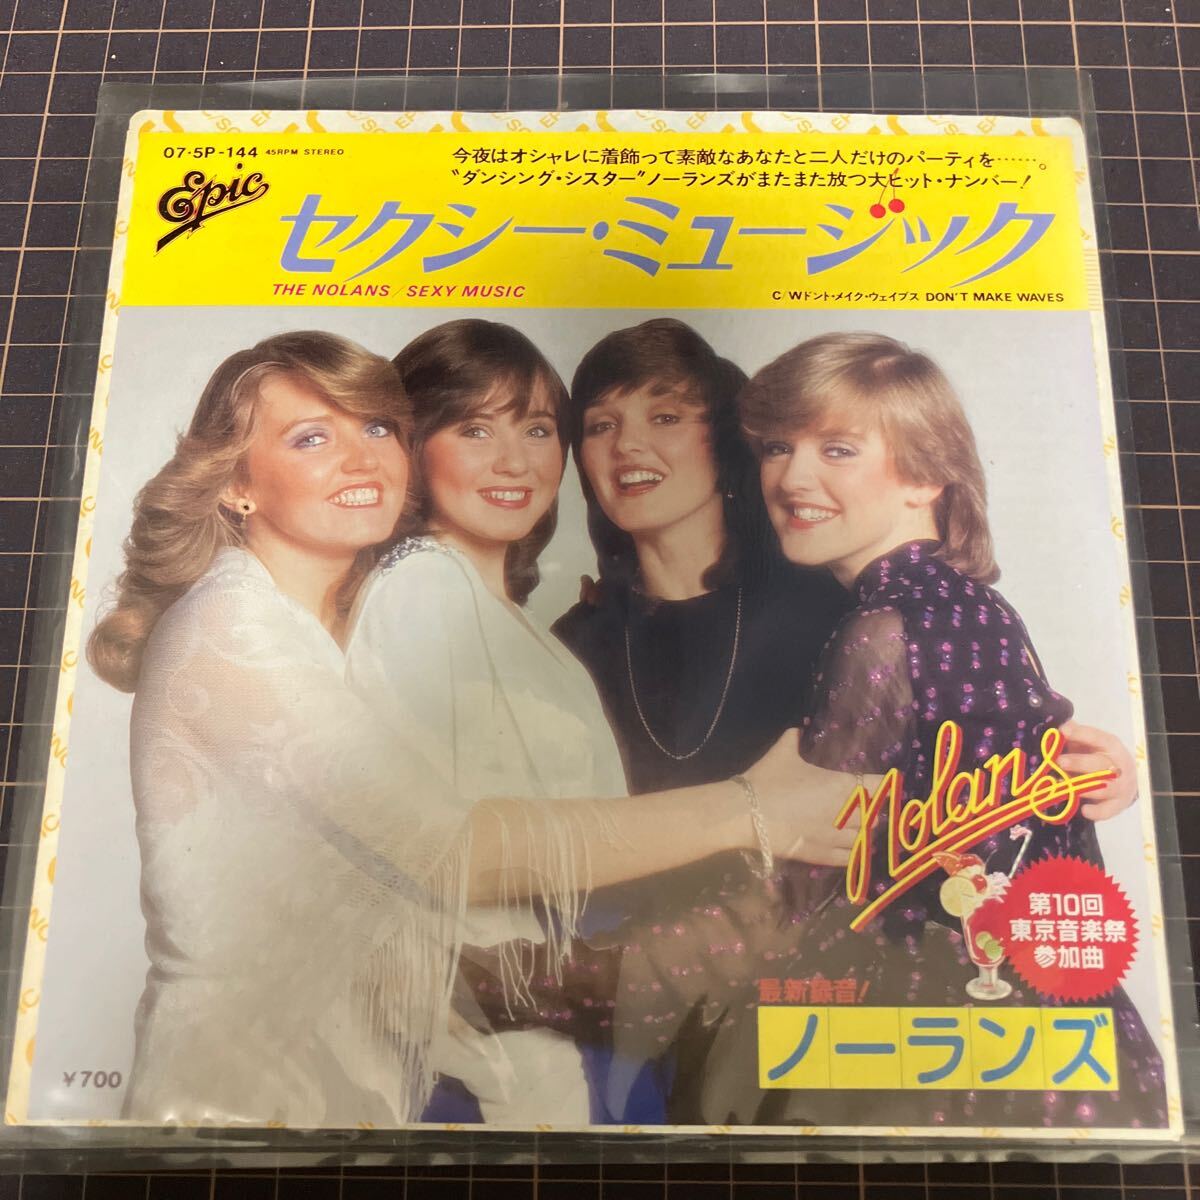 07・5P-144 45RPM STEREO
Epic
今夜はオシャレに着飾って素敵なあなたと二人だけのパーティを……。
“ダンシング・シスター”ノーランズがまたまた放つ大ヒット・ナンバー！
セクシー・ミュージック
THE NOLANS／SEXY MUSIC
C/Wドント・メイク・ウェイブス DON'T MAKE WAVES
Nolans
第10回
東京音楽祭
参加曲
最新録音！
ノーランズ
￥700